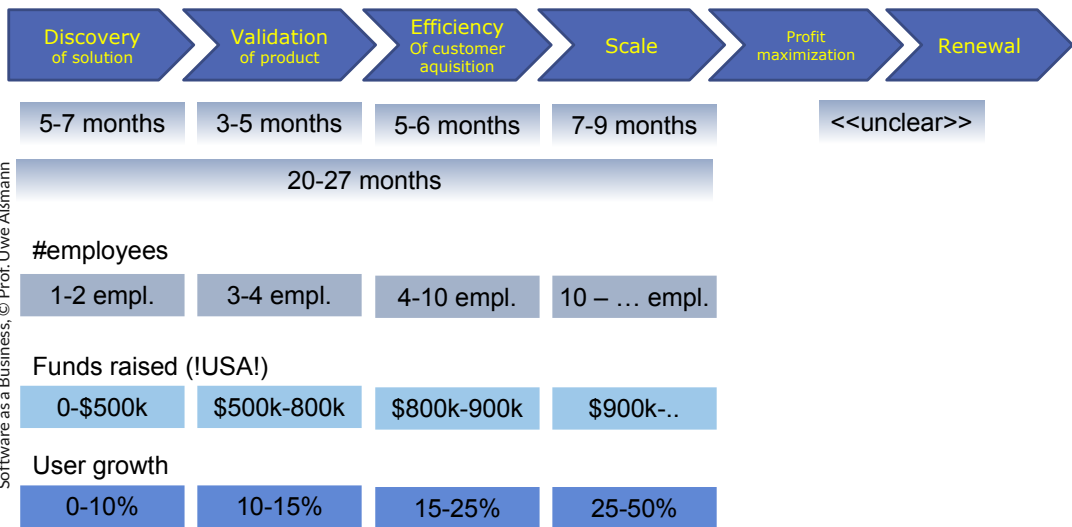 Discovery
of solution
Validation
of product
Efficiency
Of customer
aquisition
Scale
Profit
maximization
Renewal
5-7 months
3-5 months
5-6 months
7-9 months
<<unclear>>
20-27 months
#employees
1-2 empl.
3-4 empl.
4-10 empl.
10 – … empl.
Funds raised (!USA!)
0-$500k
$500k-800k
$800k-900k
$900k-..
User growth
0-10%
10-15%
15-25%
25-50%
Software as a Business, © Prof. Uwe Aßmann